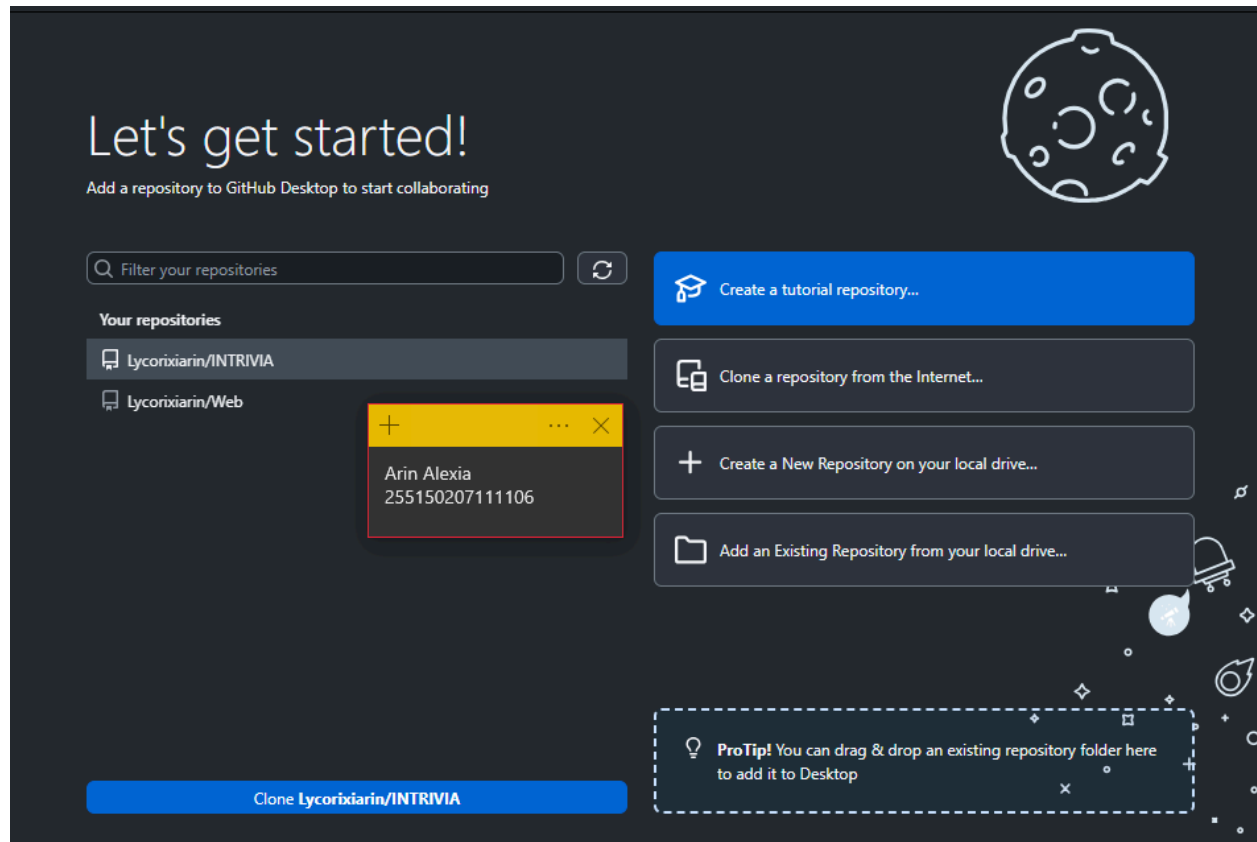 Let's get started!
Add a repository to GitHub Desktop to start collaborating
Filter your repositories
Your repositories
Lycorixiarin/INTRIVIA
Lycorixiarin/Web
Arin Alexia
255150207111106
Clone Lycorixiarin/INTRIVIA
Create a tutorial repository...
Clone a repository from the Internet...
Create a New Repository on your local drive...
Add an Existing Repository from your local drive...
ProTip! You can drag & drop an existing repository folder here
to add it to Desktop